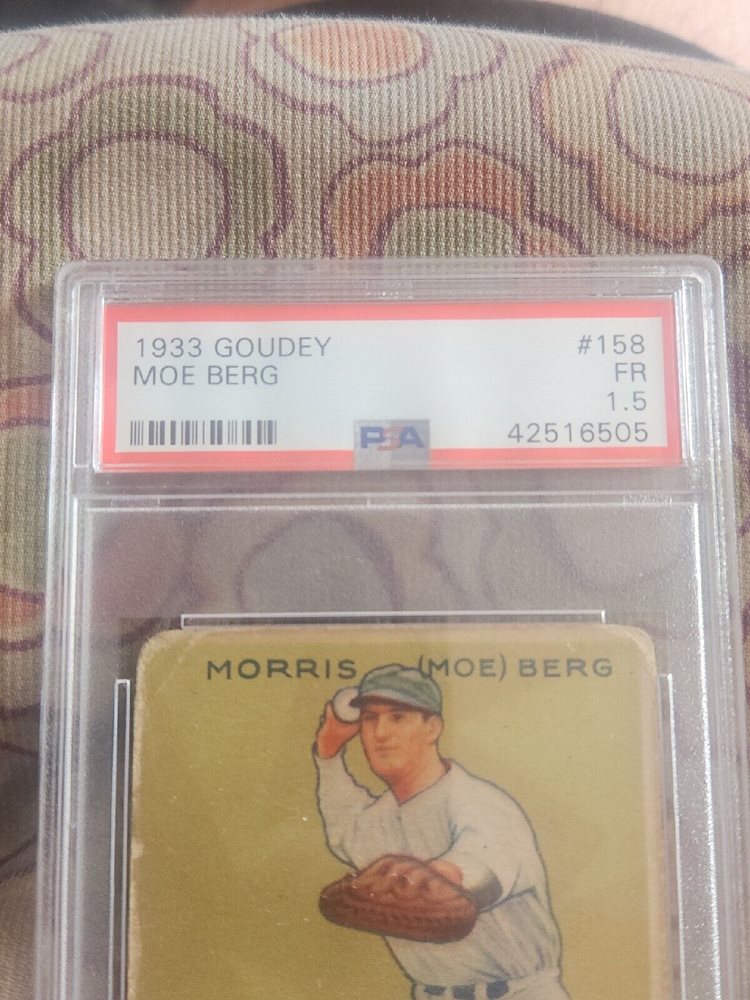 1933 GOUDEY #158
MOE BERG FR
1.5
PSA 42516505
MORRIS (MOE) BERG